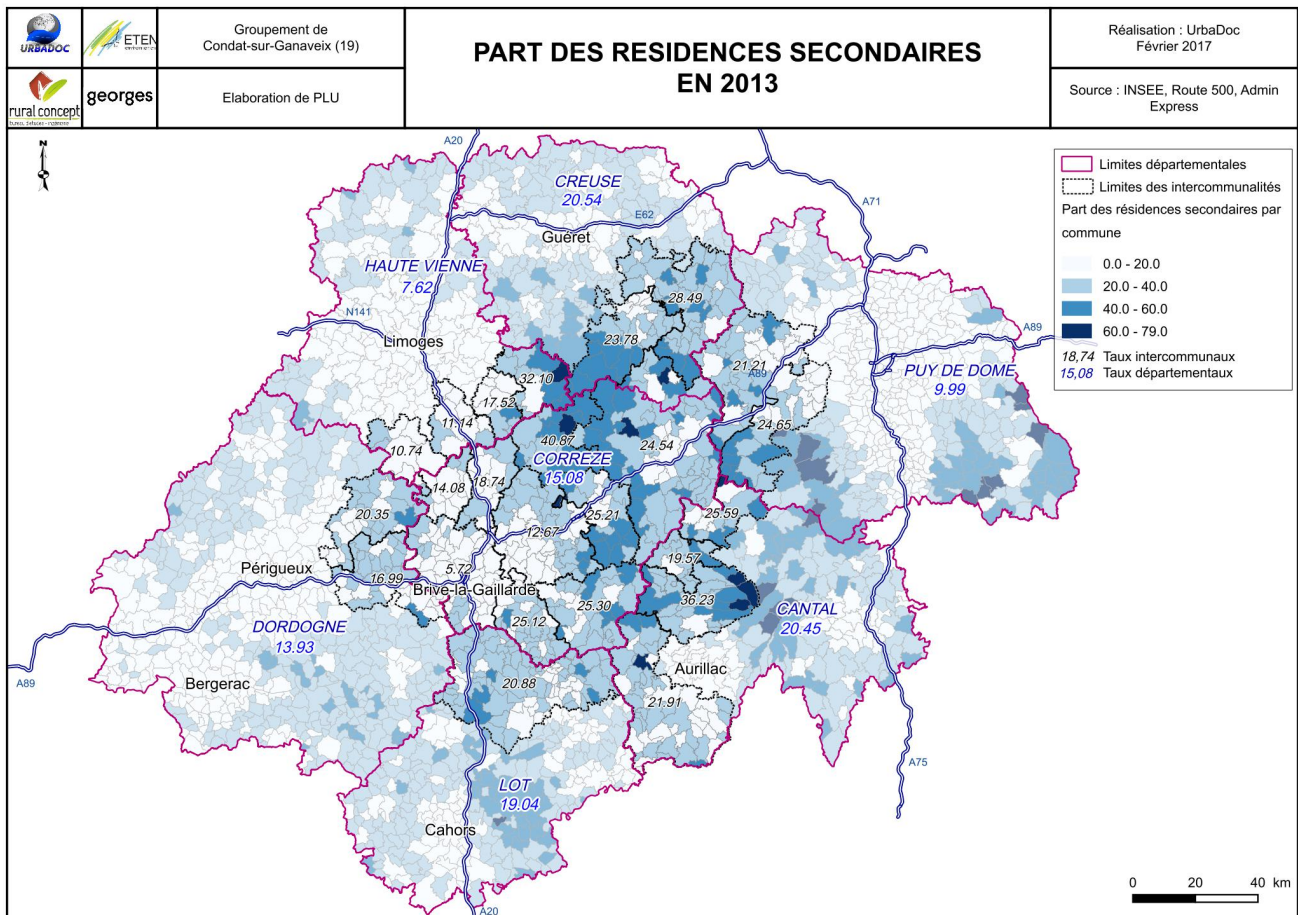 URBADOC
ETEN
Groupement de
Condat-sur-Ganaveix (19)
rural concept
georges
Elaboration de PLU
PART DES RESIDENCES SECONDAIRES
EN 2013
Réalisation : UrbaDoc
Février 2017
Source : INSEE, Route 500, Admin
Express
N
Limites départementales
Limites des intercommunalités
Part des résidences secondaires par
commune
0.0 - 20.0
20.0 - 40.0
40.0 - 60.0
60.0 - 79.0
18,74 Taux intercommunaux
15,08 Taux départementaux
A20
CREUSE
20.54
E62
A71
Guéret
HAUTE VIENNE
7.62
28.49
N141
Limoges
23.78
A89
21.21
A89
PUY DE DOME
9.99
32.10
17.52
11.14
24.65
10.74
40.87
24.54
CORREZE
15.08
14.08
18.74
20.35
25.21
25.59
12.67
19.57
Périgueux
5.72
16.99
Brive-la-Gaillarde
36.23
25.30
CANTAL
20.45
25.12
DORDOGNE
13.93
A89
Bergerac
Aurillac
20.88
21.91
A75
LOT
19.04
Cahors
A20
0 20 40 km